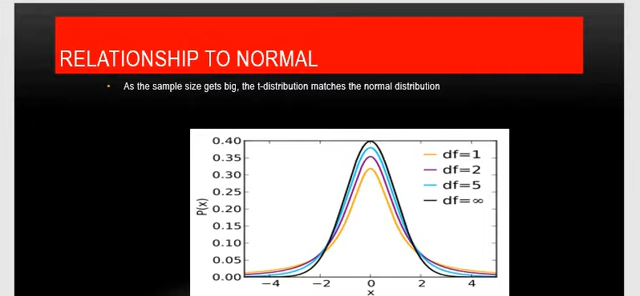 RELATIONSHIP TO NORMAL
• As the sample size gets big, the t-distribution matches the normal distribution
0.40
0.35
0.30
0.25
0.20
0.15
0.10
0.05
0.00
P(x)
df=1
df=2
df=5
df=∞
−4 −2 0 2 4
x